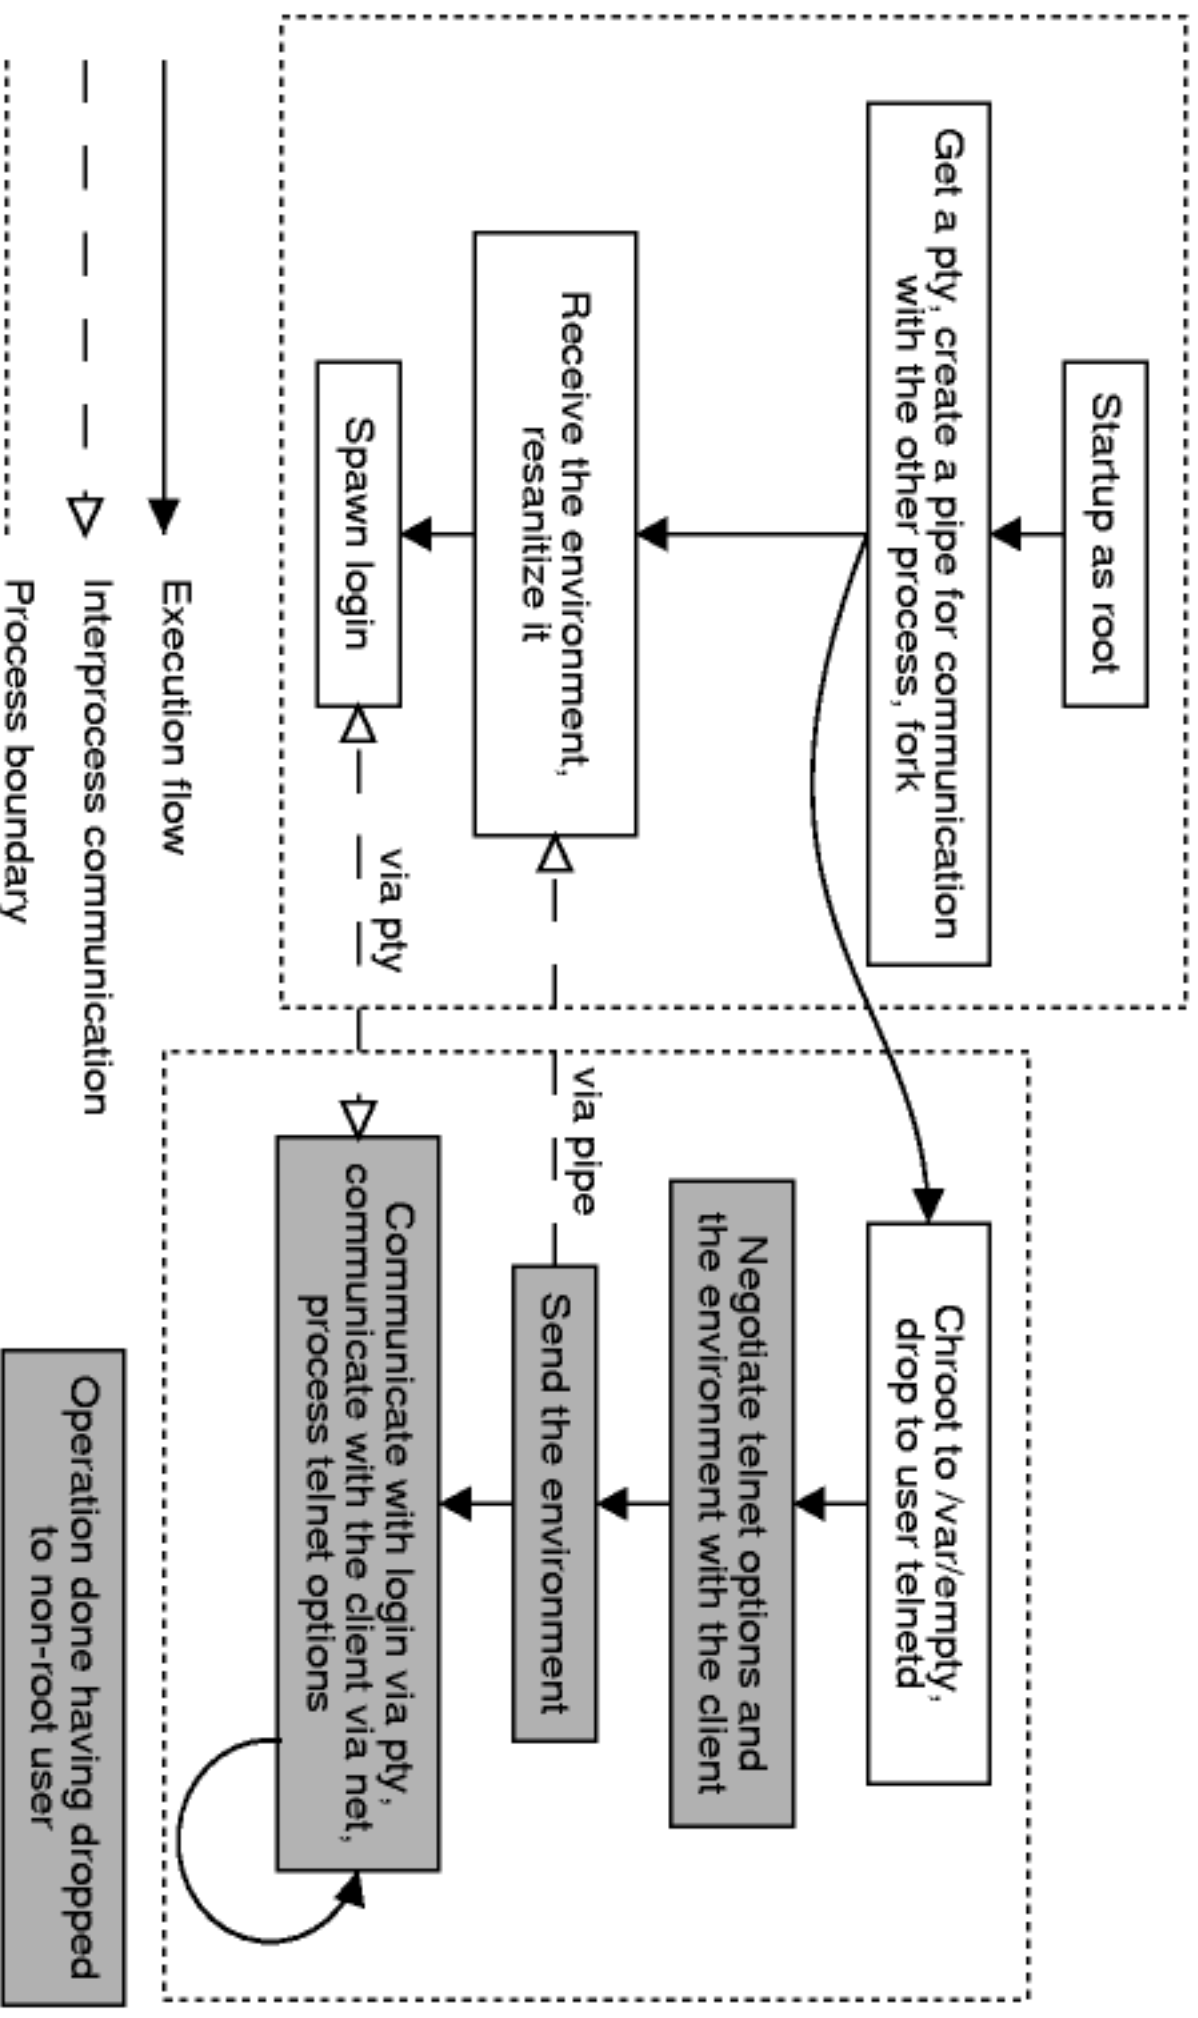 Startup as root
Get a pty, create a pipe for communication
with the other process, fork
Chroot to /var/empty,
drop to user telnetd
Negotiate telnet options and
the environment with the client
Receive the environment,
resanitize it
via pipe
Send the environment
Spawn login
via pty
Communicate with login via pty,
communicate with the client via net,
process telnet options
Execution flow
Interprocess communication
Process boundary
Operation done having dropped
to non-root user